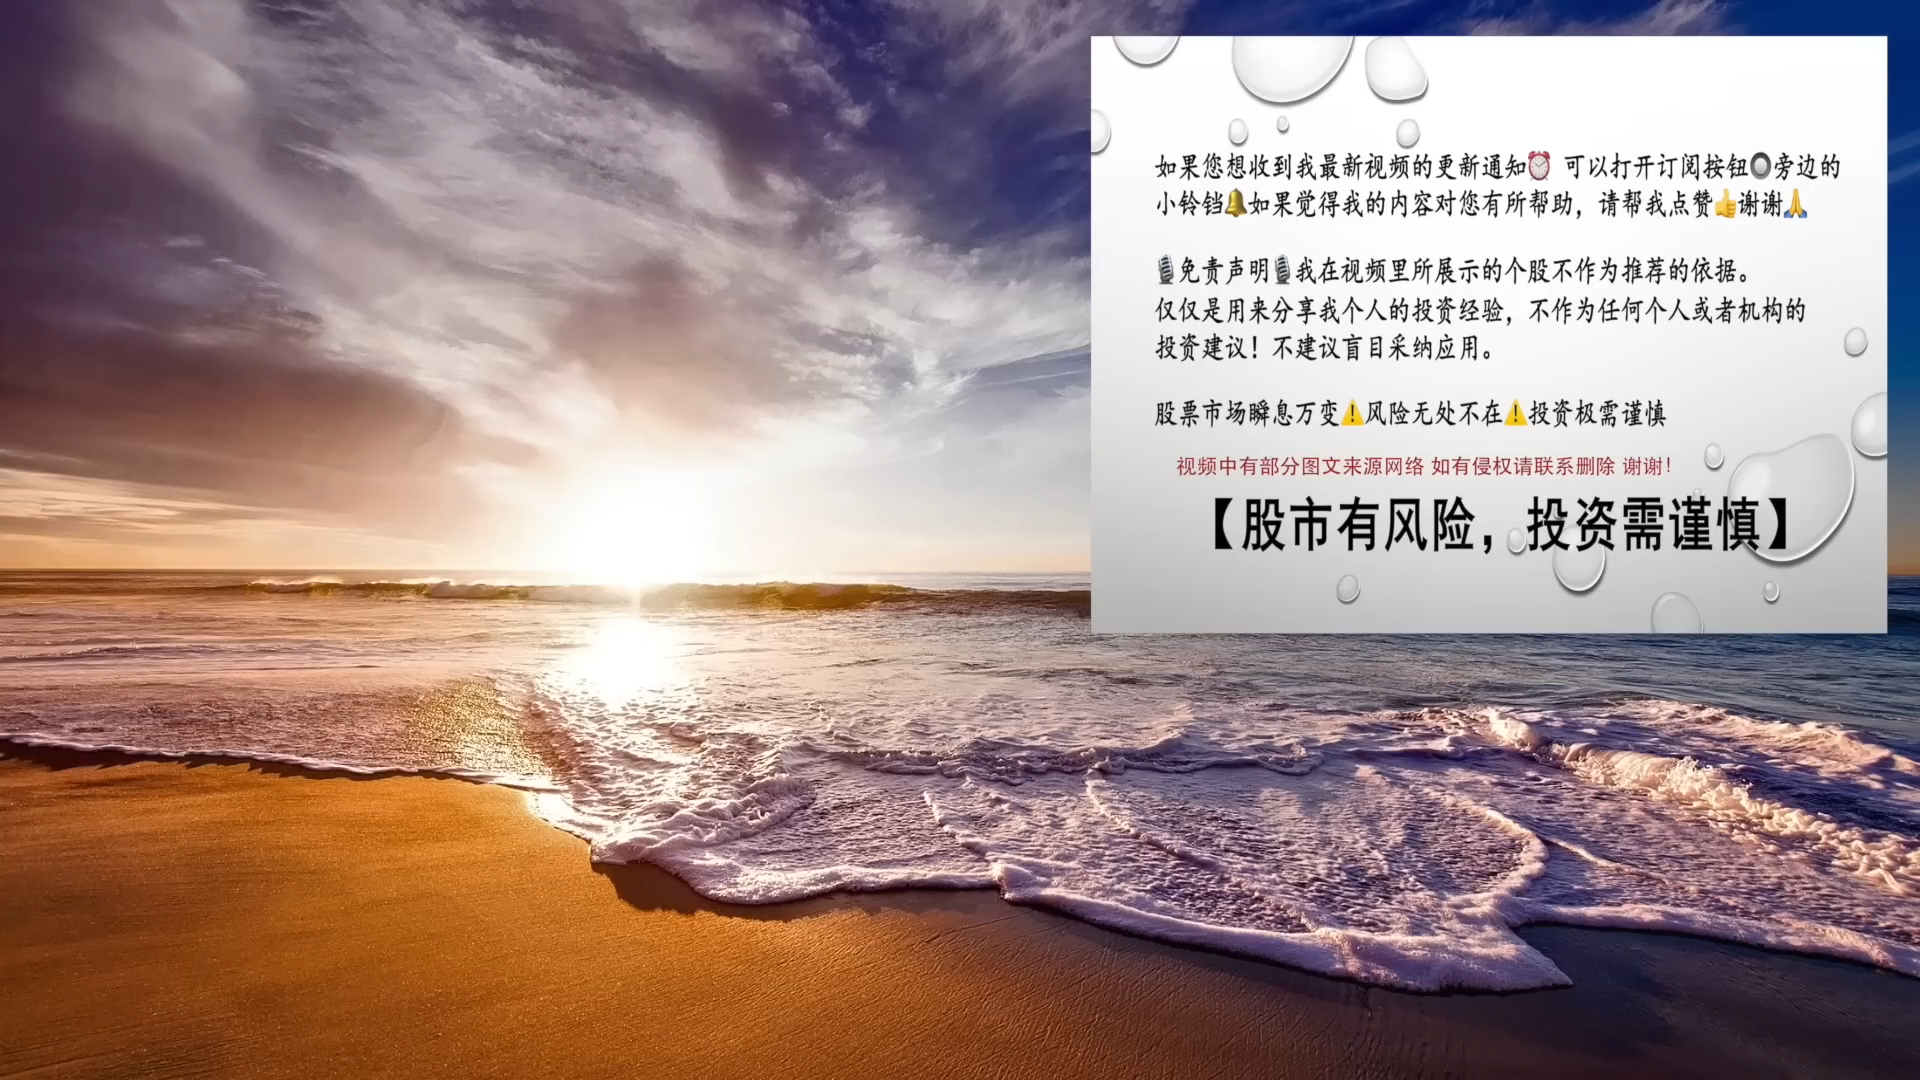 如果您想收到我最新视频的更新通知⏰ 可以打开订阅按钮🔘旁边的
小铃铛🔔如果觉得我的内容对您有所帮助，请帮我点赞👍谢谢🙏
🎙️免责声明🎙️我在视频里所展示的个股不作为推荐的依据。
仅仅是用来分享我个人的投资经验，不作为任何个人或者机构的
投资建议！不建议盲目采纳应用。
股票市场瞬息万变⚠️风险无处不在⚠️投资极需谨慎
视频中有部分图文来源网络 如有侵权请联系删除 谢谢！
【股市有风险，投资需谨慎】